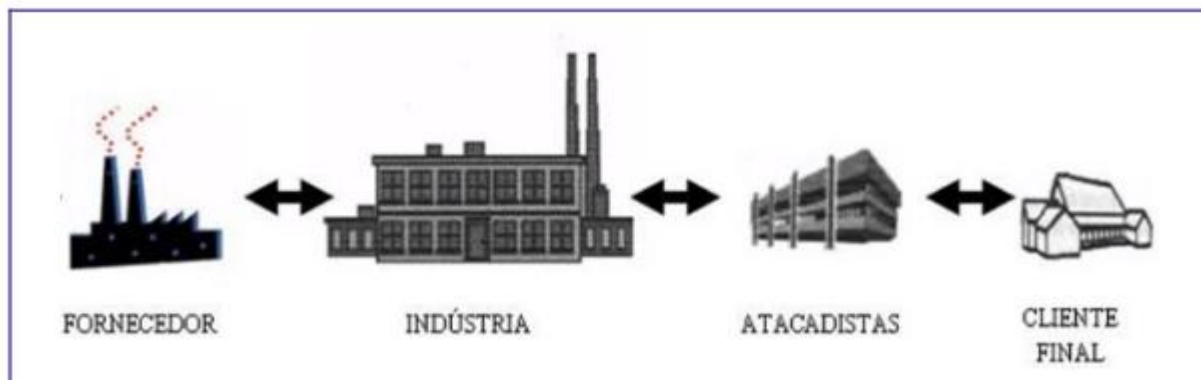 FORNECEDOR
INDÚSTRIA
ATACADISTAS
CLIENTE
FINAL